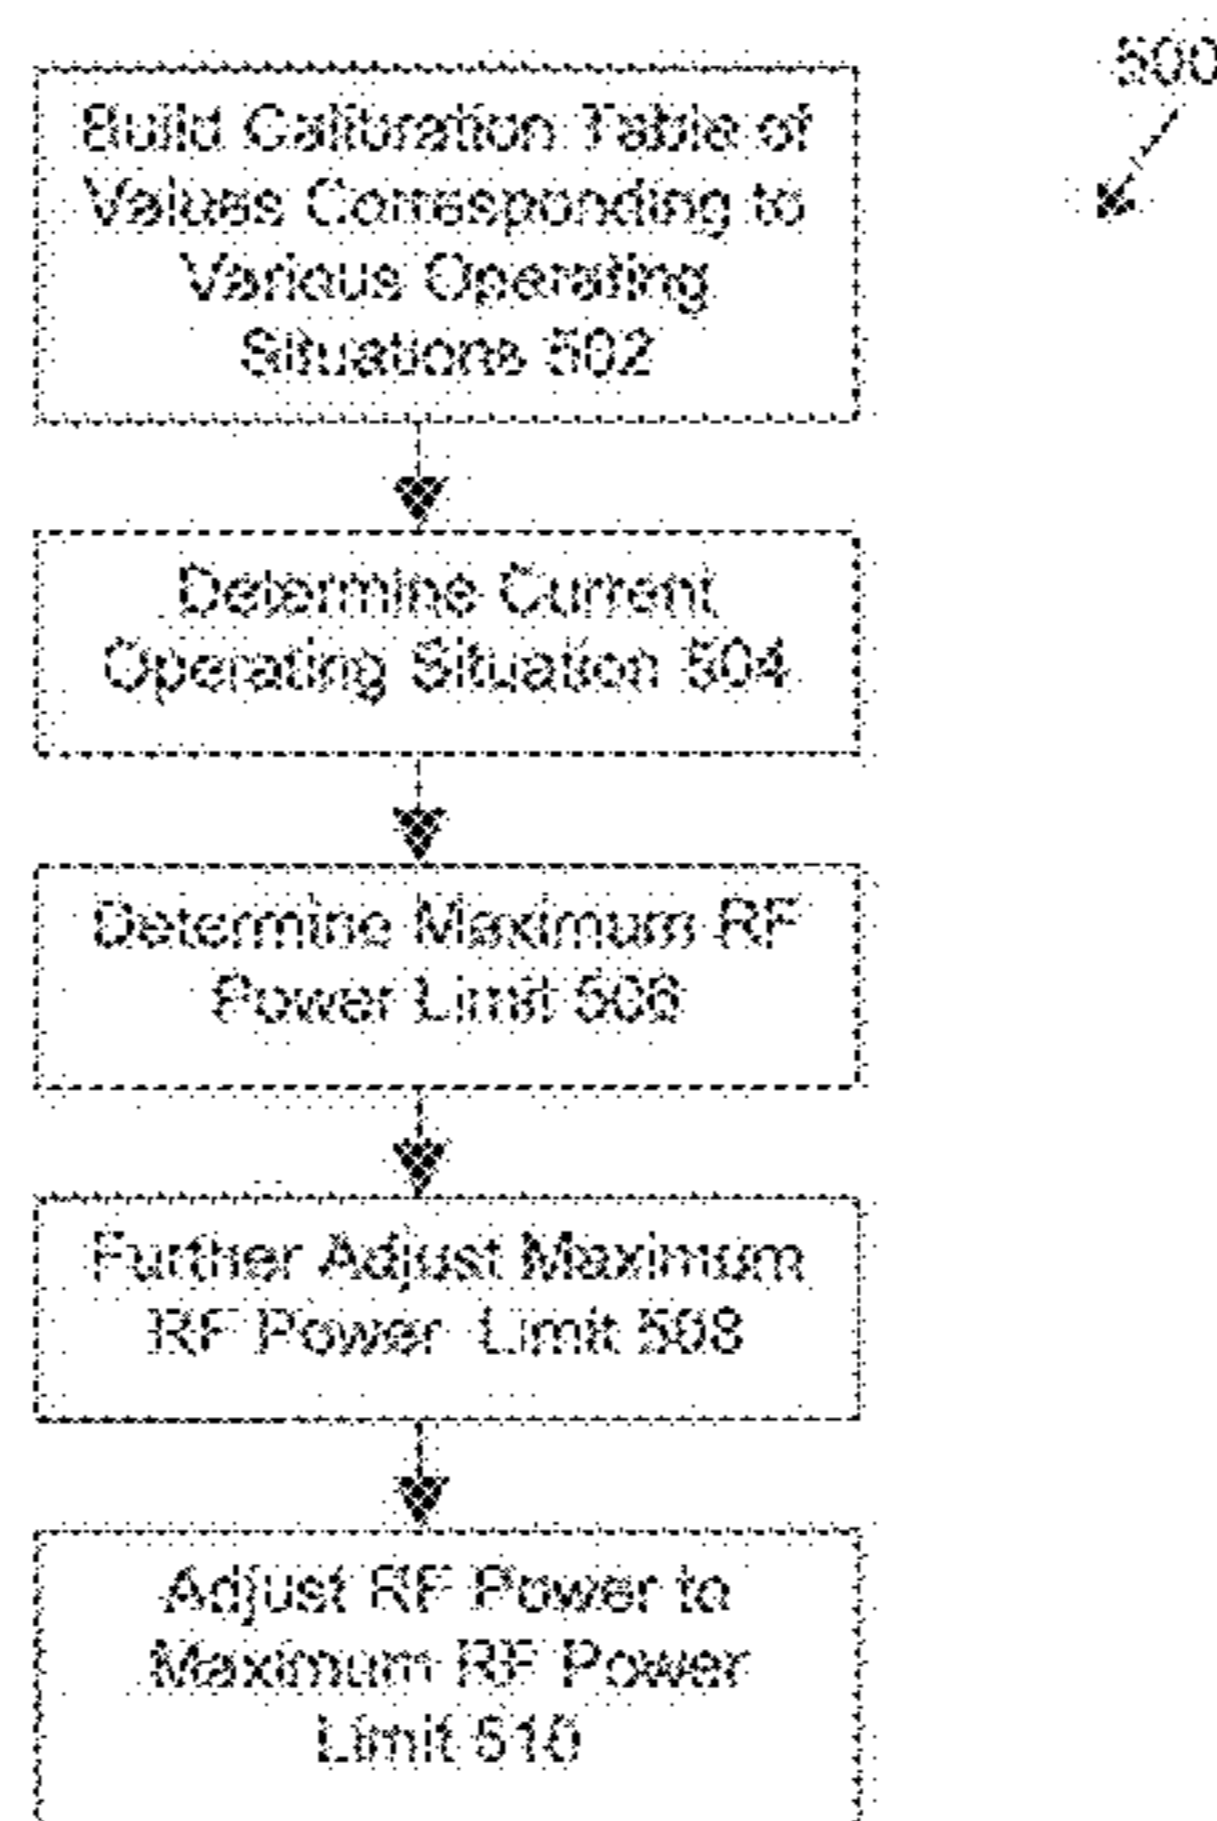 500
Build Calibration Table of
Values Corresponding to
Various Operating
Situations 502
Determine Current
Operating Situation 504
Determine Maximum RF
Power Limit 506
Further Adjust Maximum
RF Power Limit 508
Adjust RF Power to
Maximum RF Power
Limit 510